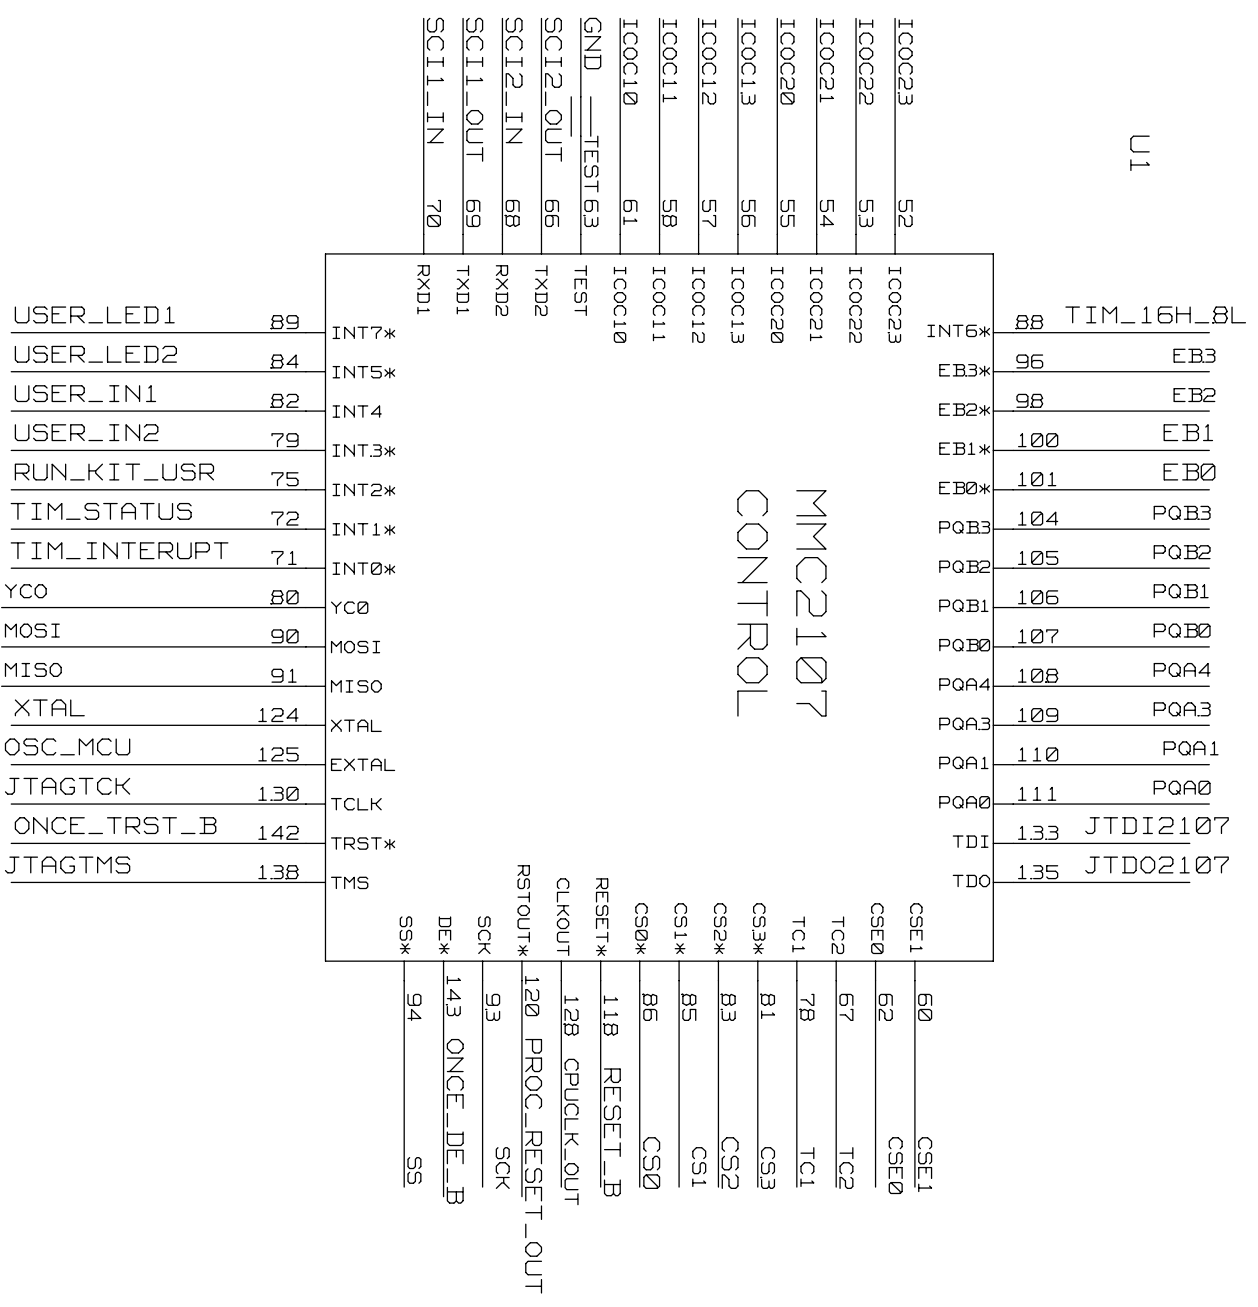 U1
SCI1_IN 70 RXD1
SCI1_OUT 69 TXD1
SCI2_IN 68 RXD2
SCI2_OUT 66 TXD2
GND TEST 63 TEST
ICOC10 61 ICOC10
ICOC11 58 ICOC11
ICOC12 57 ICOC12
ICOC13 56 ICOC13
ICOC20 55 ICOC20
ICOC21 54 ICOC21
ICOC22 53 ICOC22
ICOC23 52 ICOC23
USER_LED1 89 INT7*
USER_LED2 84 INT5*
USER_IN1 82 INT4
USER_IN2 79 INT3*
RUN_KIT_USR 75 INT2*
TIM_STATUS 72 INT1*
TIM_INTERUPT 71 INT0*
YCO 80 YC0
MOSI 90 MOSI
MISO 91 MISO
XTAL 124 XTAL
OSC_MCU 125 EXTAL
JTAGTCK 130 TCLK
ONCE_TRST_B 142 TRST*
JTAGTMS 138 TMS
MMC2107
CONTROL
INT6* 88 TIM_16H_8L
EB3* 96 EB3
EB2* 98 EB2
EB1* 100 EB1
EB0* 101 EB0
PQB3 104 PQB3
PQB2 105 PQB2
PQB1 106 PQB1
PQB0 107 PQB0
PQA4 108 PQA4
PQA3 109 PQA3
PQA1 110 PQA1
PQA0 111 PQA0
TDI 133 JTDI2107
TDO 135 JTDO2107
SS* 94 SS
DE* 143 ONCE_DE_B
SCK 93 SCK
RSTOUT* 120 PROC_RESET_OUT
CLKOUT 128 CPUCLK_OUT
RESET* 118 RESET_B
CS0* 86 CS0
CS1* 85 CS1
CS2* 83 CS2
CS3* 81 CS3
TC1 78 TC1
TC2 67 TC2
CSE0 62 CSE0
CSE1 60 CSE1